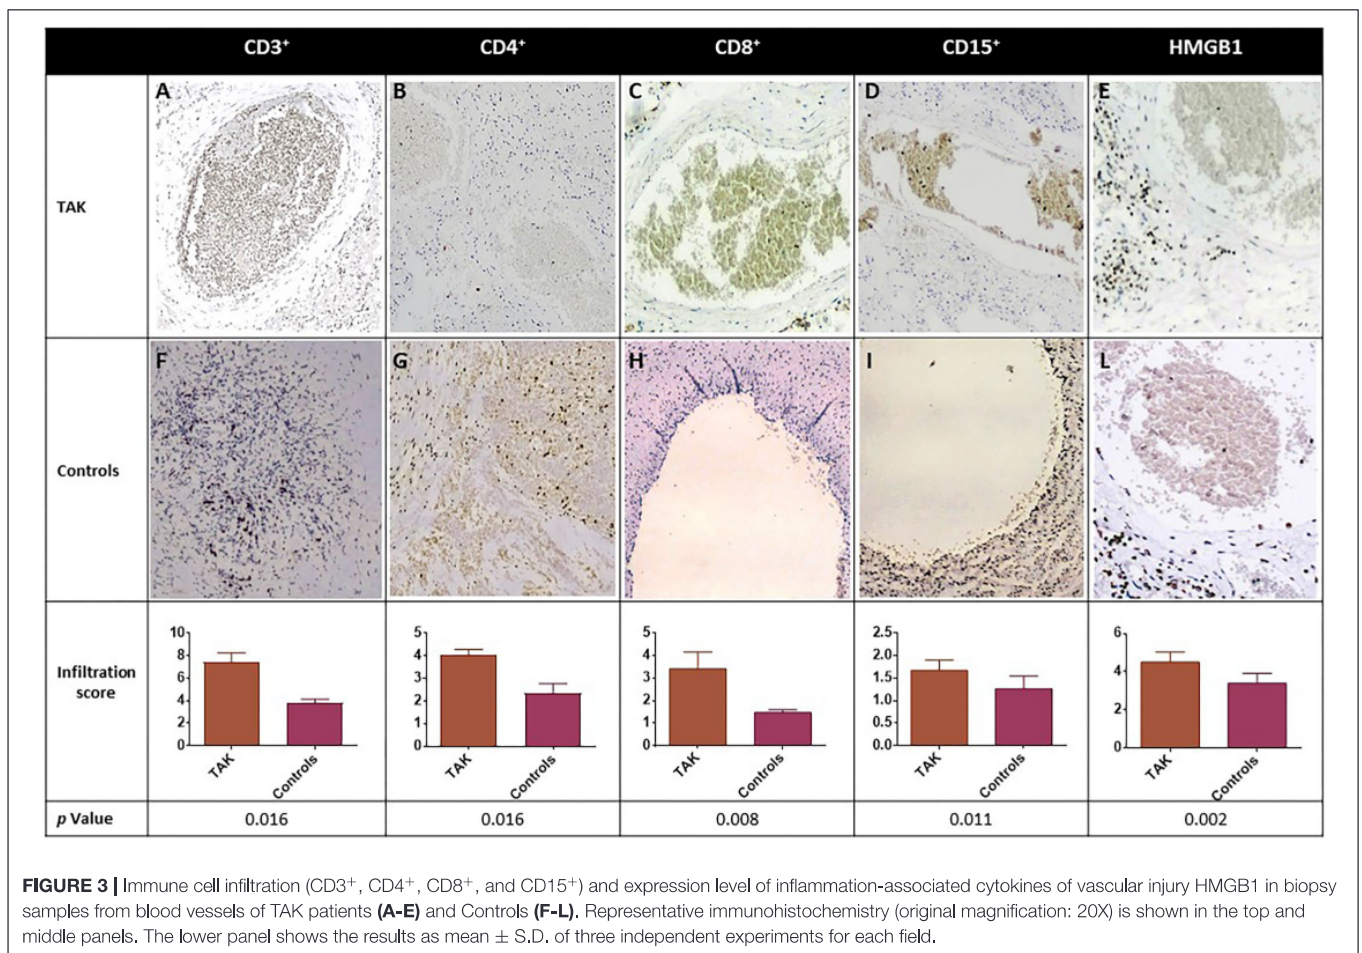 CD3⁺ CD4⁺ CD8⁺ CD15⁺ HMGB1
TAK
A B C D E
Controls
F G H I L
Infiltration
score
10
8
6
4
2
0
TAK
Controls
5
4
3
2
1
0
TAK
Controls
5
4
3
2
1
0
TAK
Controls
2.5
2.0
1.5
1.0
0.5
0.0
TAK
Controls
6
4
2
0
TAK
Controls
p Value 0.016 0.016 0.008 0.011 0.002
FIGURE 3 | Immune cell infiltration (CD3⁺, CD4⁺, CD8⁺, and CD15⁺) and expression level of inflammation-associated cytokines of vascular injury HMGB1 in biopsy
samples from blood vessels of TAK patients (A-E) and Controls (F-L). Representative immunohistochemistry (original magnification: 20X) is shown in the top and
middle panels. The lower panel shows the results as mean ± S.D. of three independent experiments for each field.